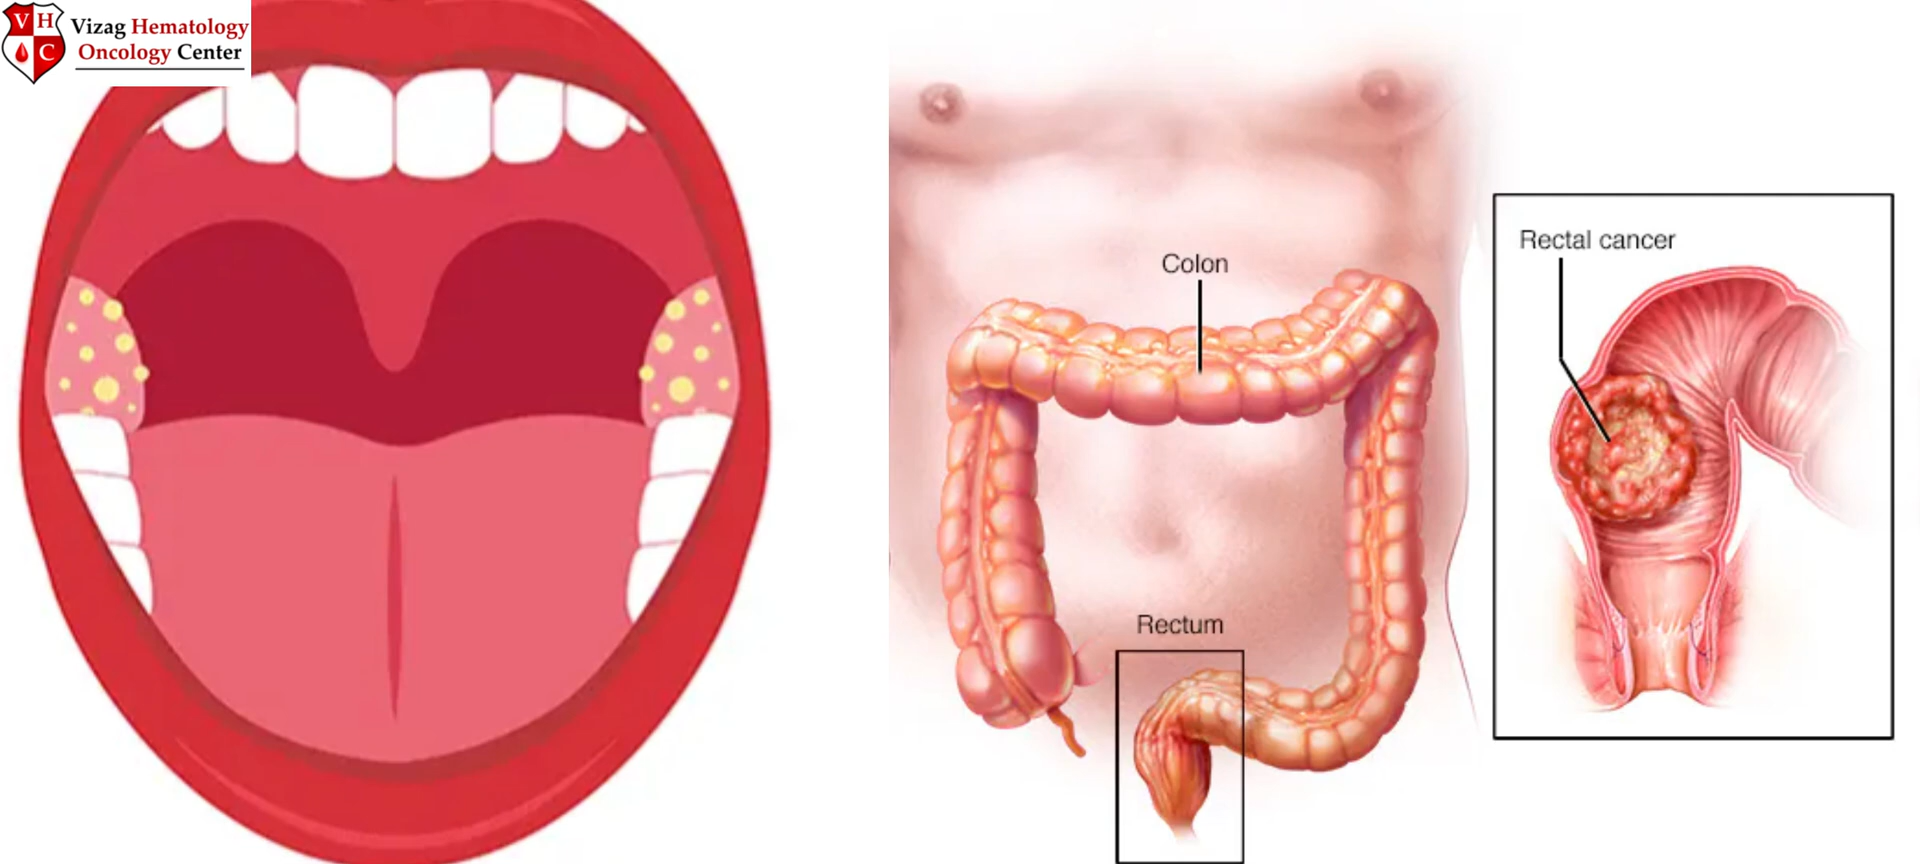 VH
C
Vizag Hematology
Oncology Center
Colon
Rectum
Rectal cancer